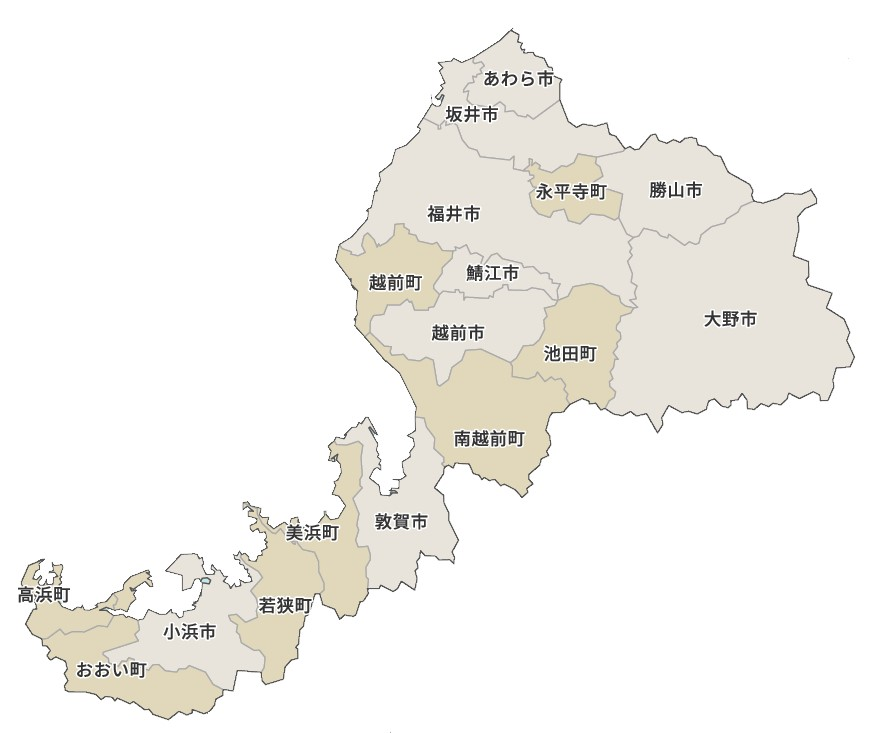 あわら市
坂井市
永平寺町
勝山市
福井市
鯖江市
越前町
大野市
越前市
池田町
南越前町
敦賀市
美浜町
高浜町
若狭町
小浜市
おおい町